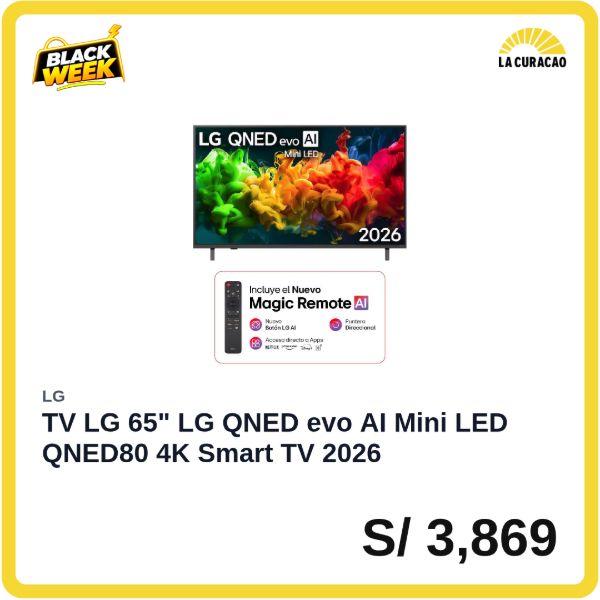 BLACK
WEEK
LA CURACAO
LG QNED evo AI
Mini LED
2026
Incluye el Nuevo
Magic Remote AI
Nuevo
Botón LG AI
Puntero
Direccional
Acceso directo a Apps
NETFLIX
LG
TV LG 65" LG QNED evo AI Mini LED
QNED80 4K Smart TV 2026
S/ 3,869